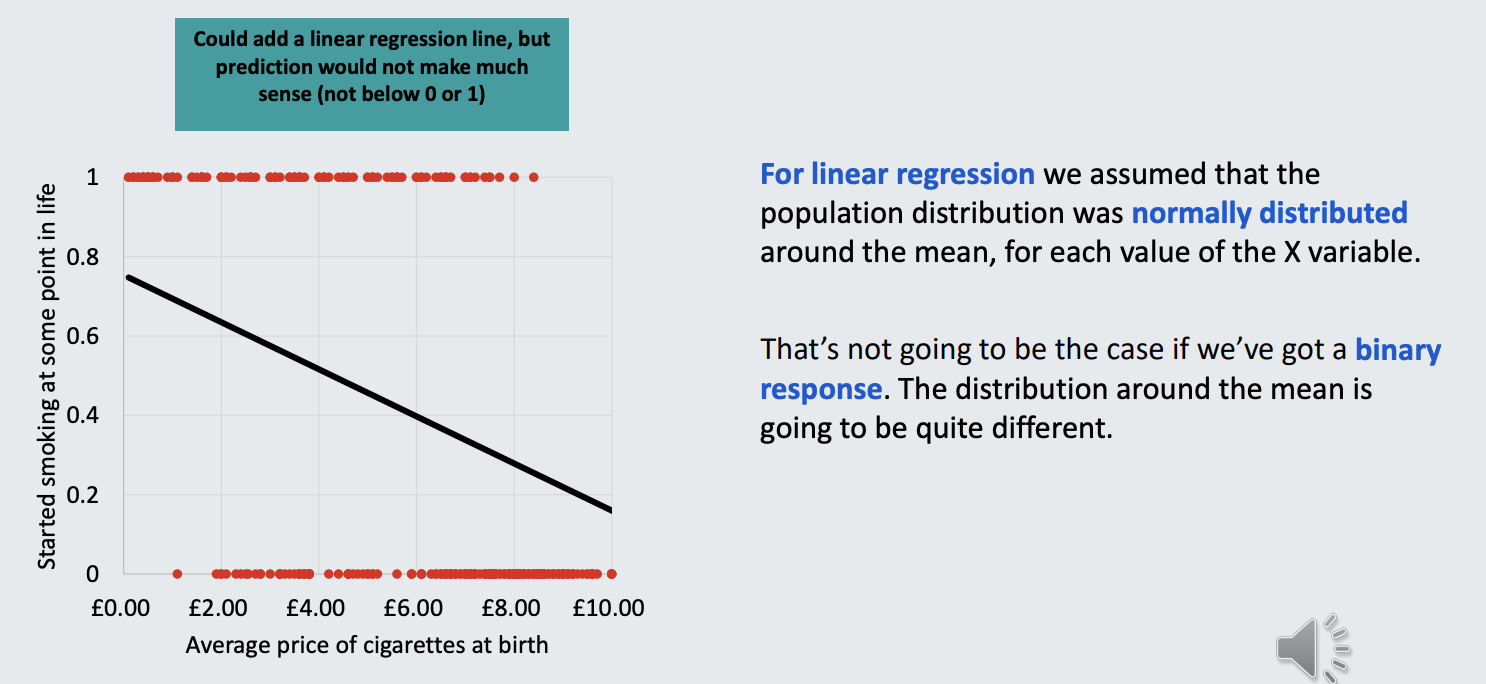 Could add a linear regression line, but
prediction would not make much
sense (not below 0 or 1)
Started smoking at some point in life
1
0.8
0.6
0.4
0.2
0
£0.00 £2.00 £4.00 £6.00 £8.00 £10.00
Average price of cigarettes at birth
For linear regression we assumed that the
population distribution was normally distributed
around the mean, for each value of the X variable.
That’s not going to be the case if we’ve got a binary
response. The distribution around the mean is
going to be quite different.